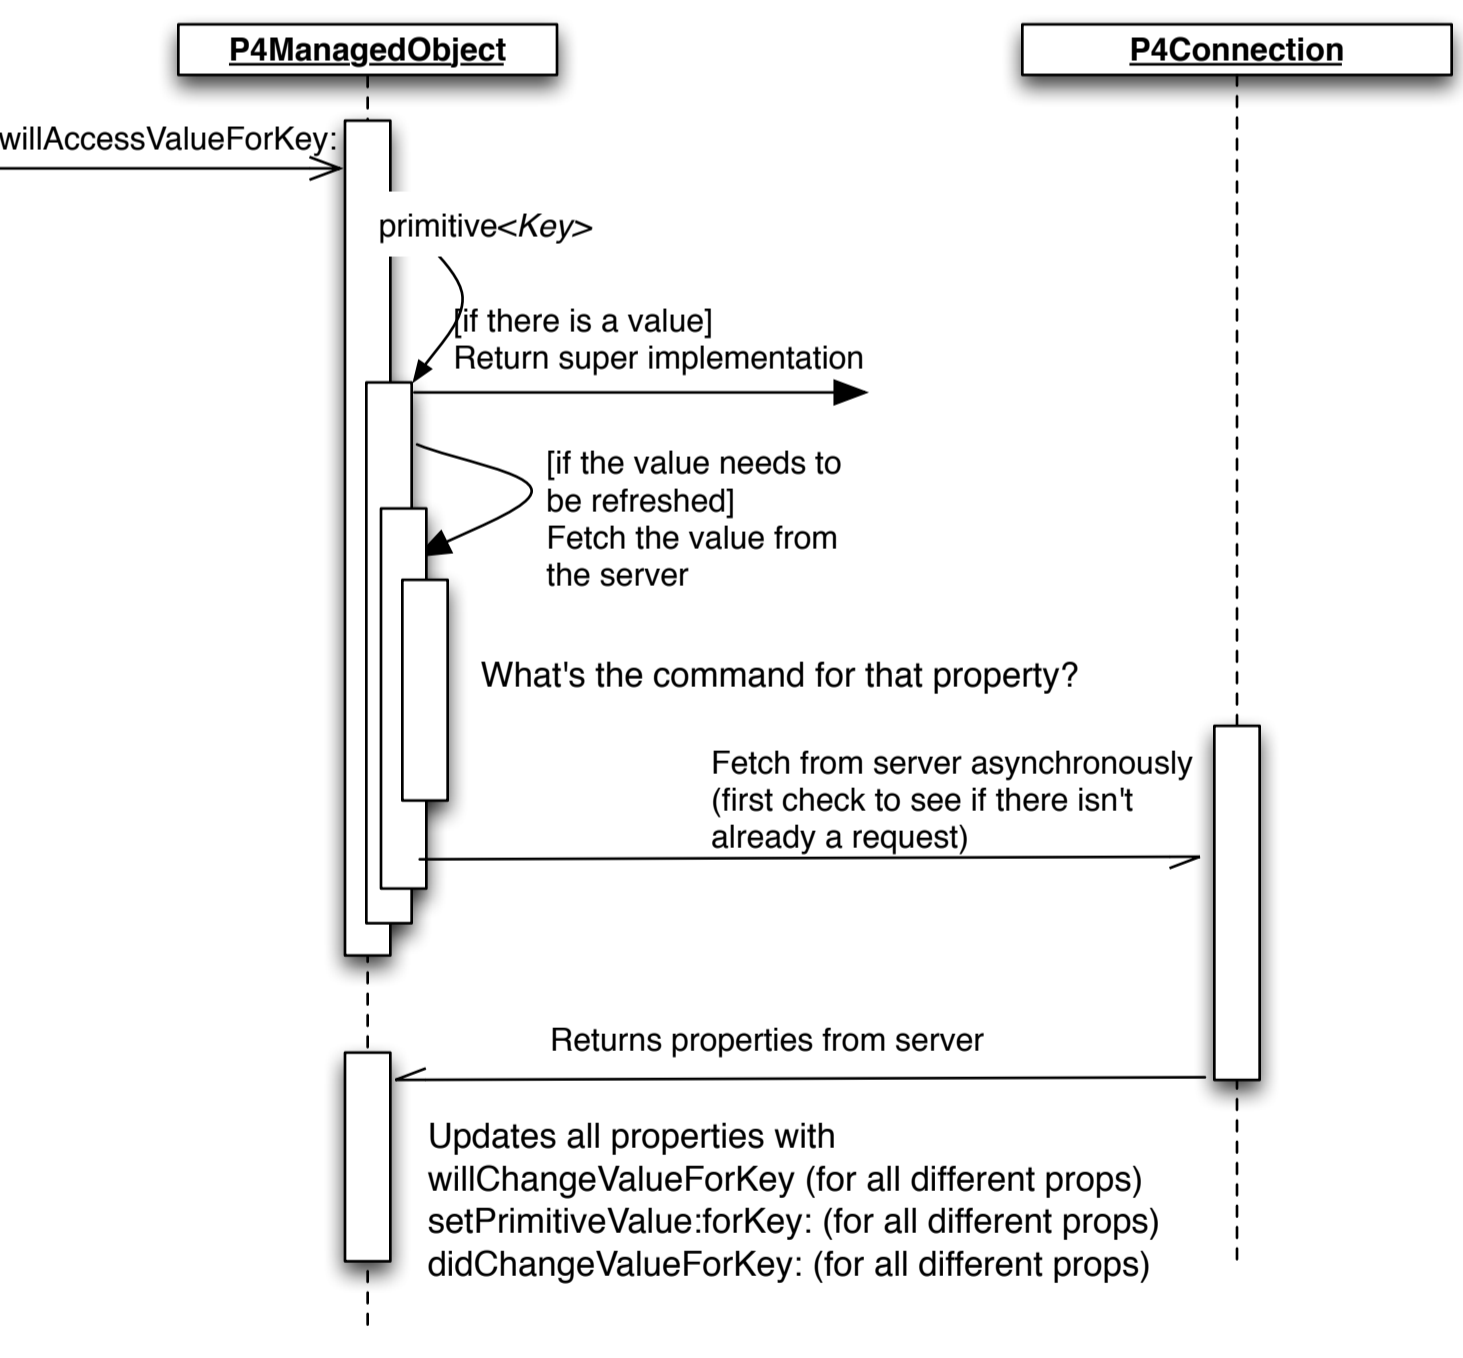 P4ManagedObject
P4Connection
willAccessValueForKey:
primitive<Key>
[if there is a value]
Return super implementation
[if the value needs to
be refreshed]
Fetch the value from
the server
What's the command for that property?
Fetch from server asynchronously
(first check to see if there isn't
already a request)
Returns properties from server
Updates all properties with
willChangeValueForKey (for all different props)
setPrimitiveValue:forKey: (for all different props)
didChangeValueForKey: (for all different props)